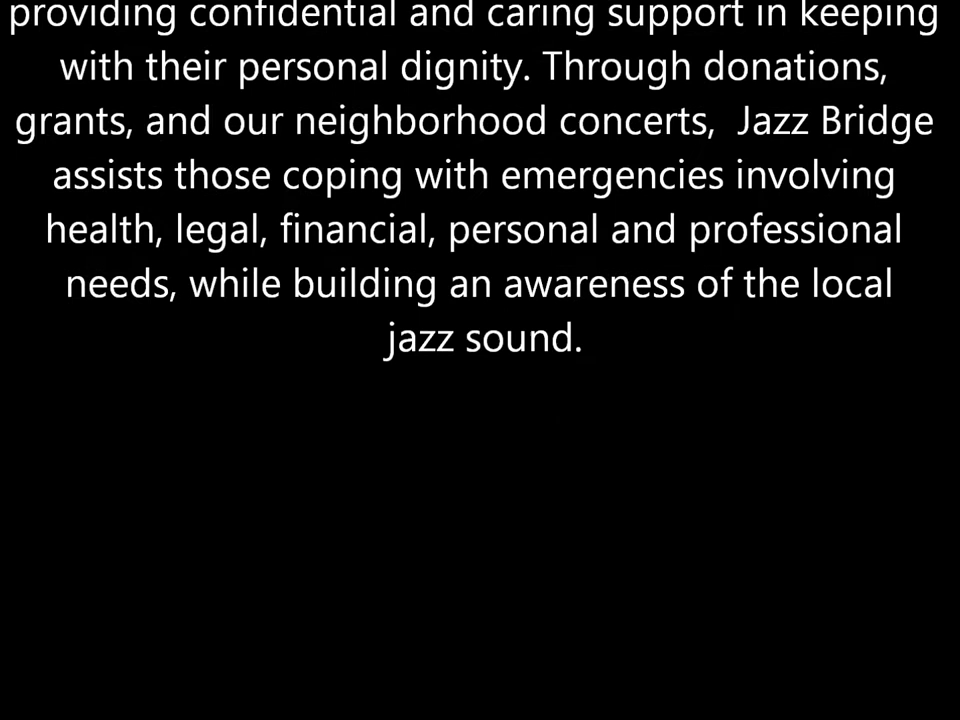 providing confidential and caring support in keeping
with their personal dignity. Through donations,
grants, and our neighborhood concerts,  Jazz Bridge
assists those coping with emergencies involving
health, legal, financial, personal and professional
needs, while building an awareness of the local
jazz sound.